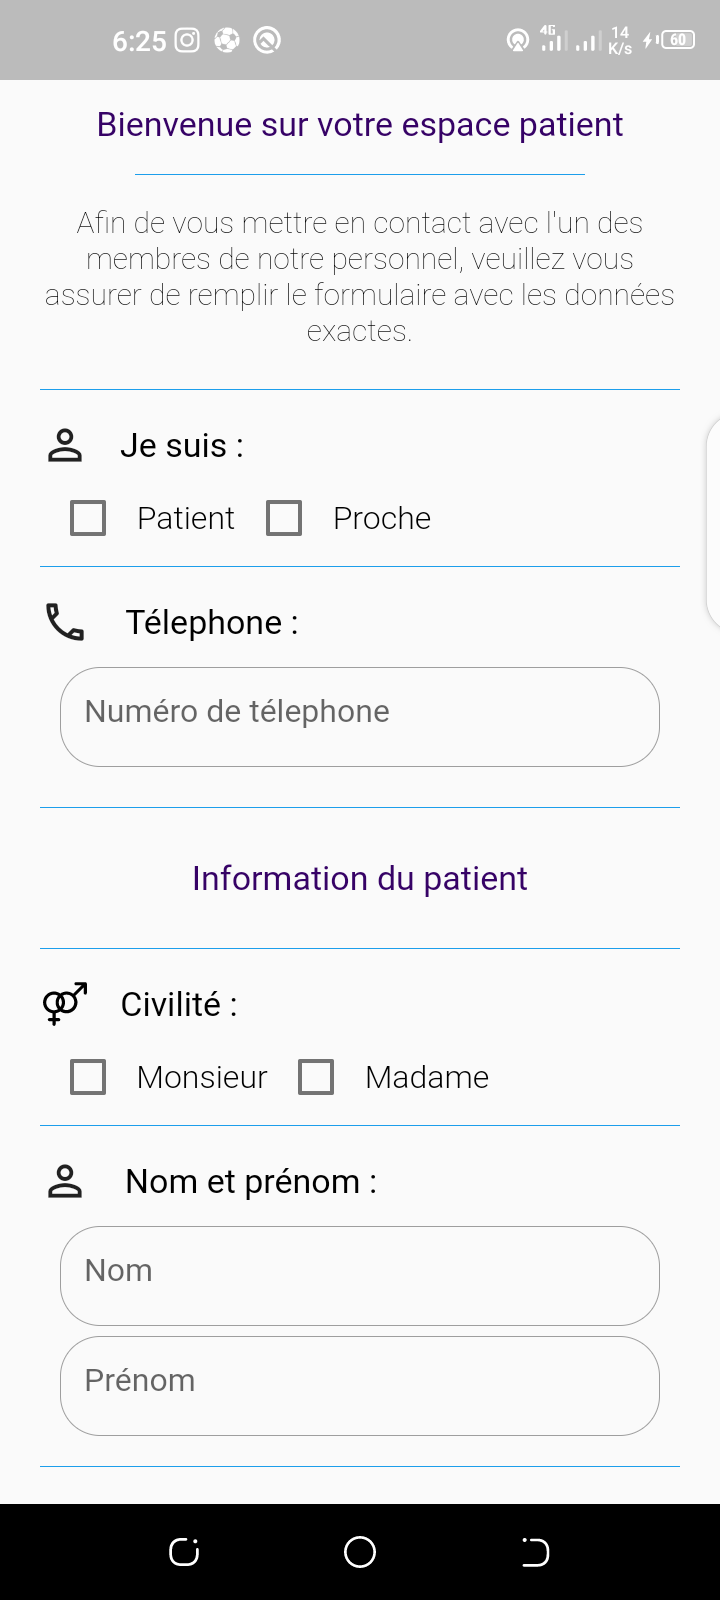 6:25
4G
14
K/s
60
Bienvenue sur votre espace patient
Afin de vous mettre en contact avec l'un des
membres de notre personnel, veuillez vous
assurer de remplir le formulaire avec les données
exactes.
Je suis :
Patient Proche
Télephone :
Numéro de télephone
Information du patient
Civilité :
Monsieur Madame
Nom et prénom :
Nom
Prénom